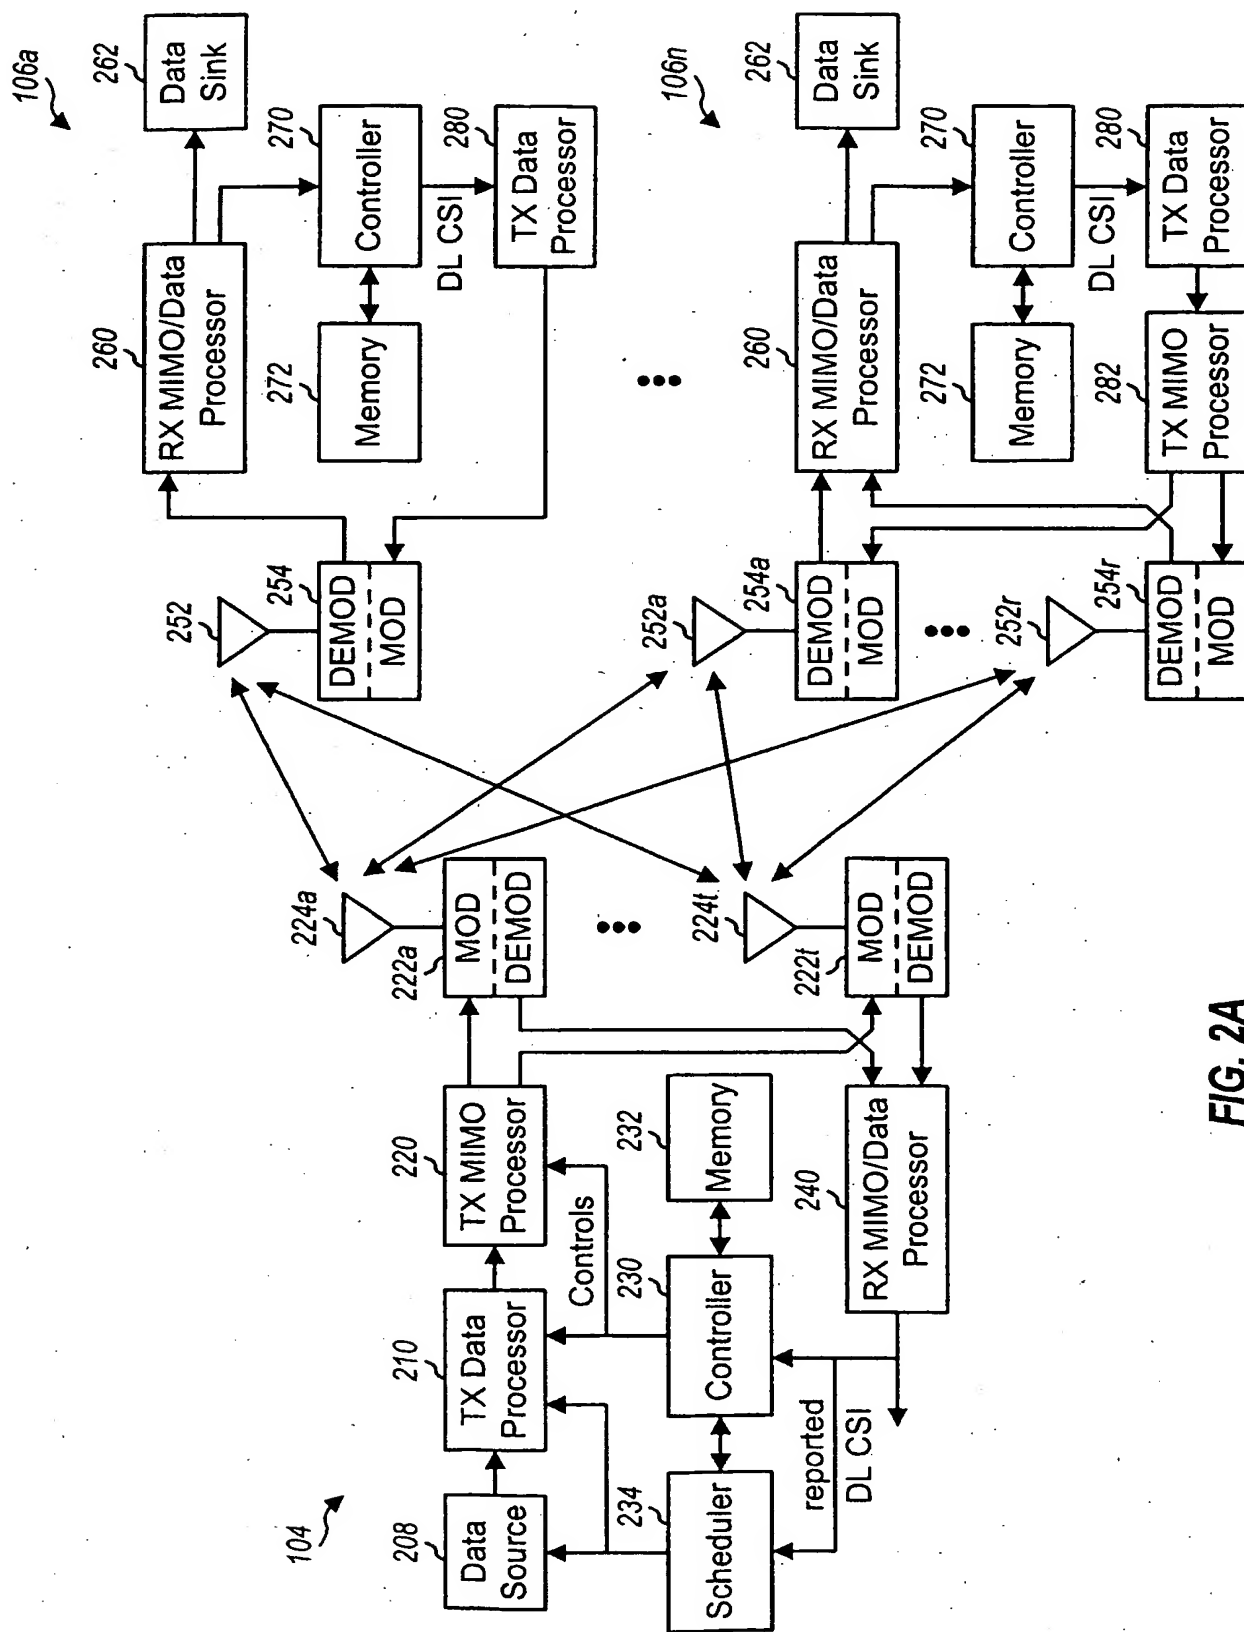 104
208
Data
Source
210
TX Data
Processor
220
TX MIMO
Processor
Controls
234
Scheduler
230
Controller
232
Memory
reported
DL CSI
240
RX MIMO/Data
Processor
224a
222a
MOD
DEMOD
224t
222t
MOD
DEMOD
106a
252
254
DEMOD
MOD
260
RX MIMO/Data
Processor
262
Data
Sink
270
Controller
272
Memory
DL CSI
280
TX Data
Processor
106n
252a
254a
DEMOD
MOD
252r
254r
DEMOD
MOD
260
RX MIMO/Data
Processor
262
Data
Sink
270
Controller
272
Memory
DL CSI
280
TX Data
Processor
282
TX MIMO
Processor
FIG. 2A